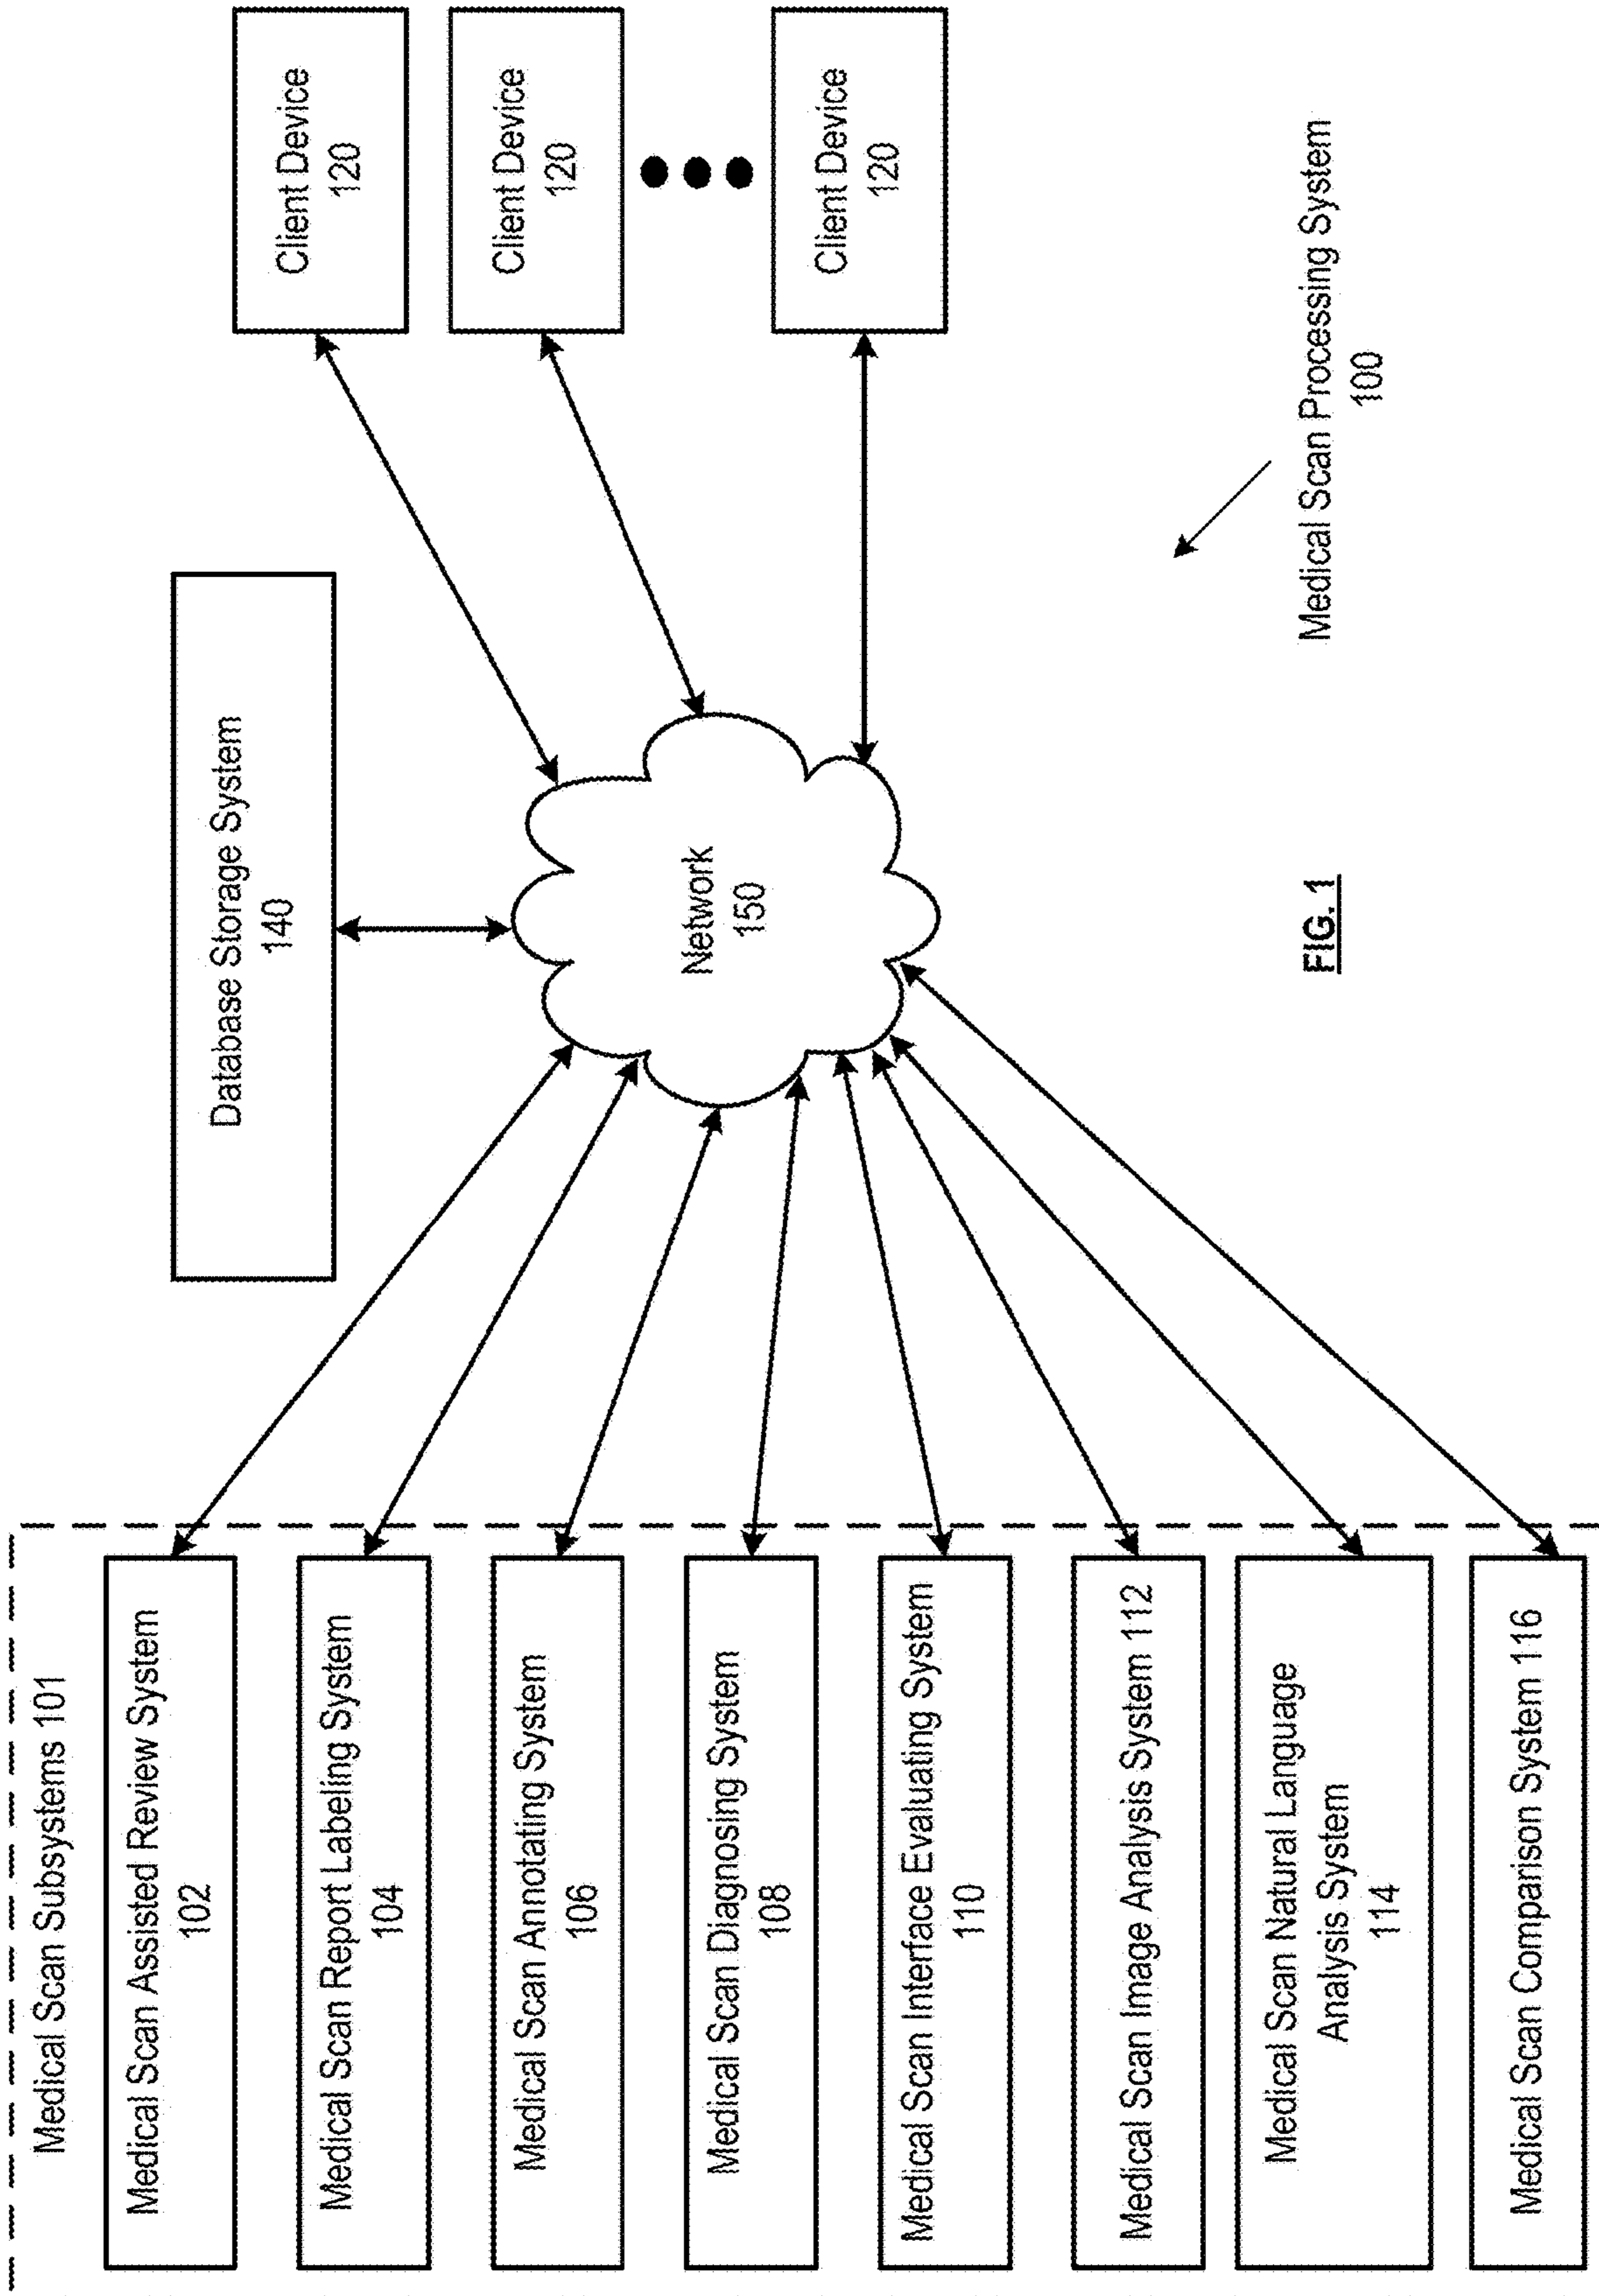 Medical Scan Subsystems 101
Medical Scan Assisted Review System
102
Medical Scan Report Labeling System
104
Medical Scan Annotating System
106
Medical Scan Diagnosing System
108
Medical Scan Interface Evaluating System
110
Medical Scan Image Analysis System 112
Medical Scan Natural Language
Analysis System
114
Medical Scan Comparison System 116
Database Storage System
140
Network
150
Client Device
120
Client Device
120
Client Device
120
Medical Scan Processing System
100
FIG. 1